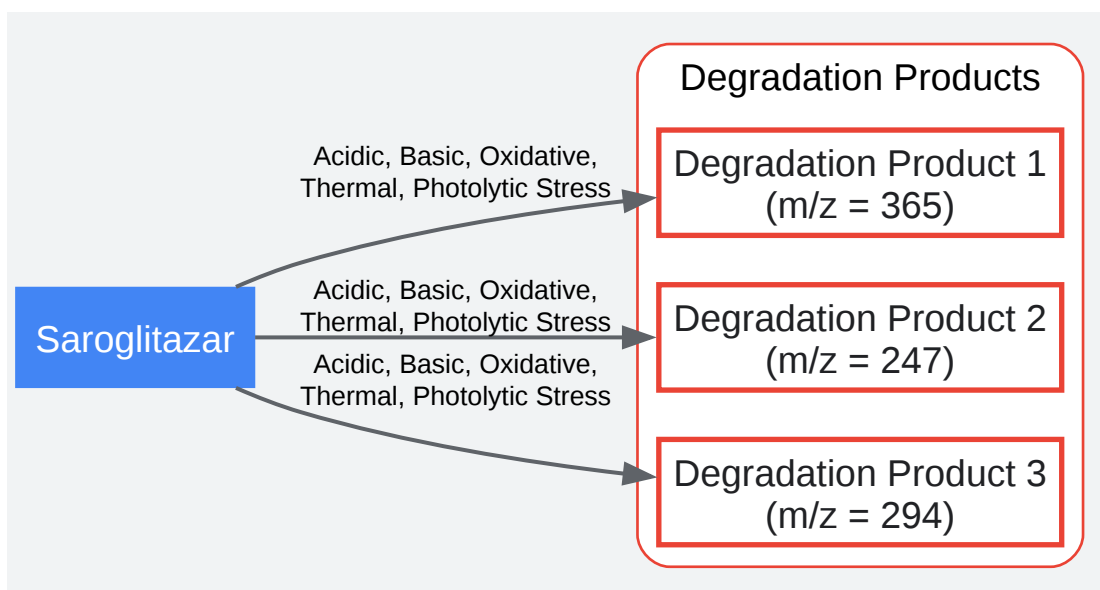 Degradation Products
Acidic, Basic, Oxidative,
Thermal, Photolytic Stress
Degradation Product 1
(m/z = 365)
Saroglitazar
Acidic, Basic, Oxidative,
Thermal, Photolytic Stress
Degradation Product 2
(m/z = 247)
Acidic, Basic, Oxidative,
Thermal, Photolytic Stress
Degradation Product 3
(m/z = 294)